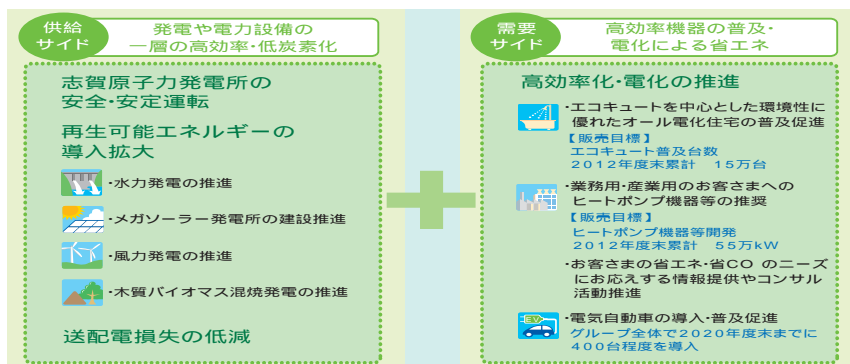 供給
サイド
発電や電力設備の
一層の高効率・低炭素化
志賀原子力発電所の
安全・安定運転
再生可能エネルギーの
導入拡大
・水力発電の推進
・メガソーラー発電所の建設推進
・風力発電の推進
・木質バイオマス混焼発電の推進
送配電損失の低減
需要
サイド
高効率機器の普及・
電化による省エネ
高効率化・電化の推進
・エコキュートを中心とした環境性に
優れたオール電化住宅の普及促進
【販売目標】
エコキュート普及台数
2012年度末累計 15万台
・業務用・産業用のお客さまへの
ヒートポンプ機器等の推奨
【販売目標】
ヒートポンプ機器等開発
2012年度末累計 55万kW
・お客さまの省エネ・省CO のニーズ
にお応えする情報提供やコンサル
活動推進
EV
・電気自動車の導入・普及促進
グループ全体で2020年度末までに
400台程度を導入